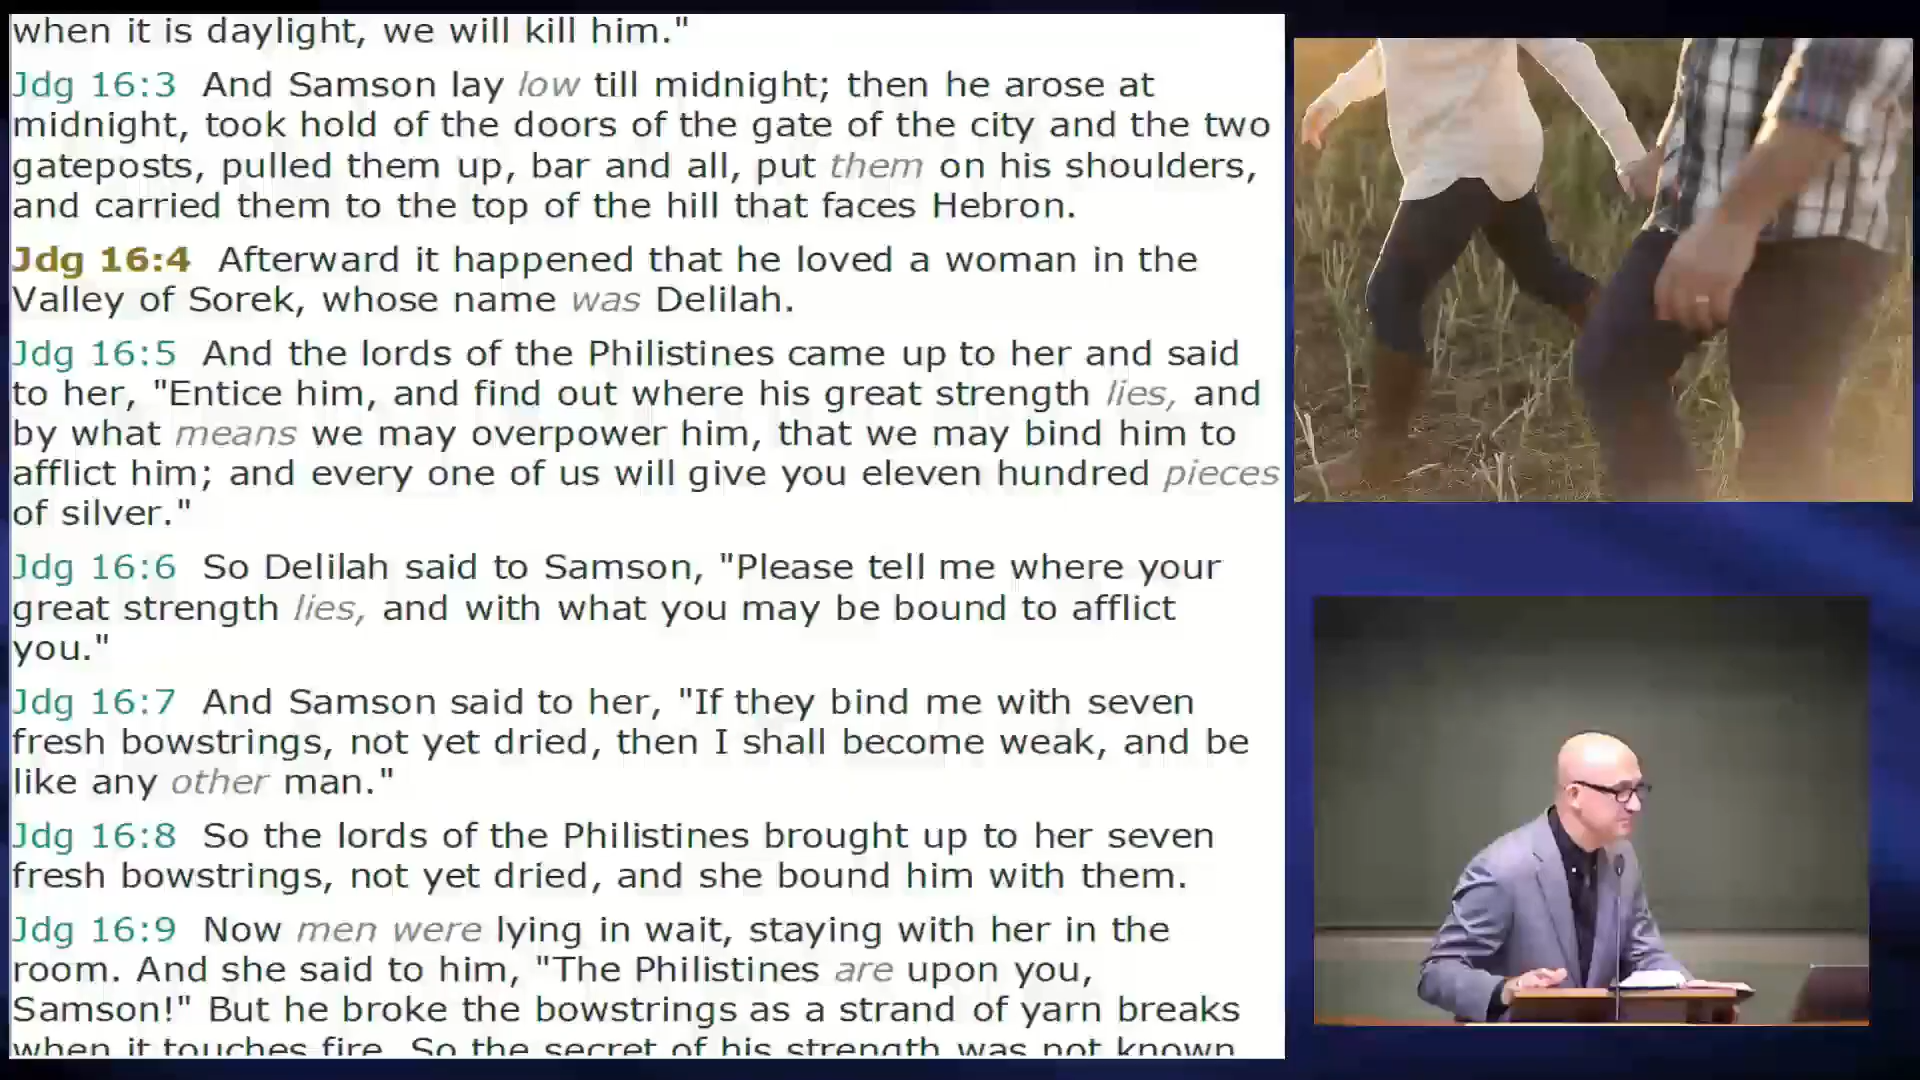 when it is daylight, we will kill him."
Jdg 16:3 And Samson lay low till midnight; then he arose at
midnight, took hold of the doors of the gate of the city and the two
gateposts, pulled them up, bar and all, put them on his shoulders,
and carried them to the top of the hill that faces Hebron.
Jdg 16:4 Afterward it happened that he loved a woman in the
Valley of Sorek, whose name was Delilah.
Jdg 16:5 And the lords of the Philistines came up to her and said
to her, "Entice him, and find out where his great strength lies, and
by what means we may overpower him, that we may bind him to
afflict him; and every one of us will give you eleven hundred pieces
of silver."
Jdg 16:6 So Delilah said to Samson, "Please tell me where your
great strength lies, and with what you may be bound to afflict
you."
Jdg 16:7 And Samson said to her, "If they bind me with seven
fresh bowstrings, not yet dried, then I shall become weak, and be
like any other man."
Jdg 16:8 So the lords of the Philistines brought up to her seven
fresh bowstrings, not yet dried, and she bound him with them.
Jdg 16:9 Now men were lying in wait, staying with her in the
room. And she said to him, "The Philistines are upon you,
Samson!" But he broke the bowstrings as a strand of yarn breaks
when it touches fire. So the secret of his strength was not known